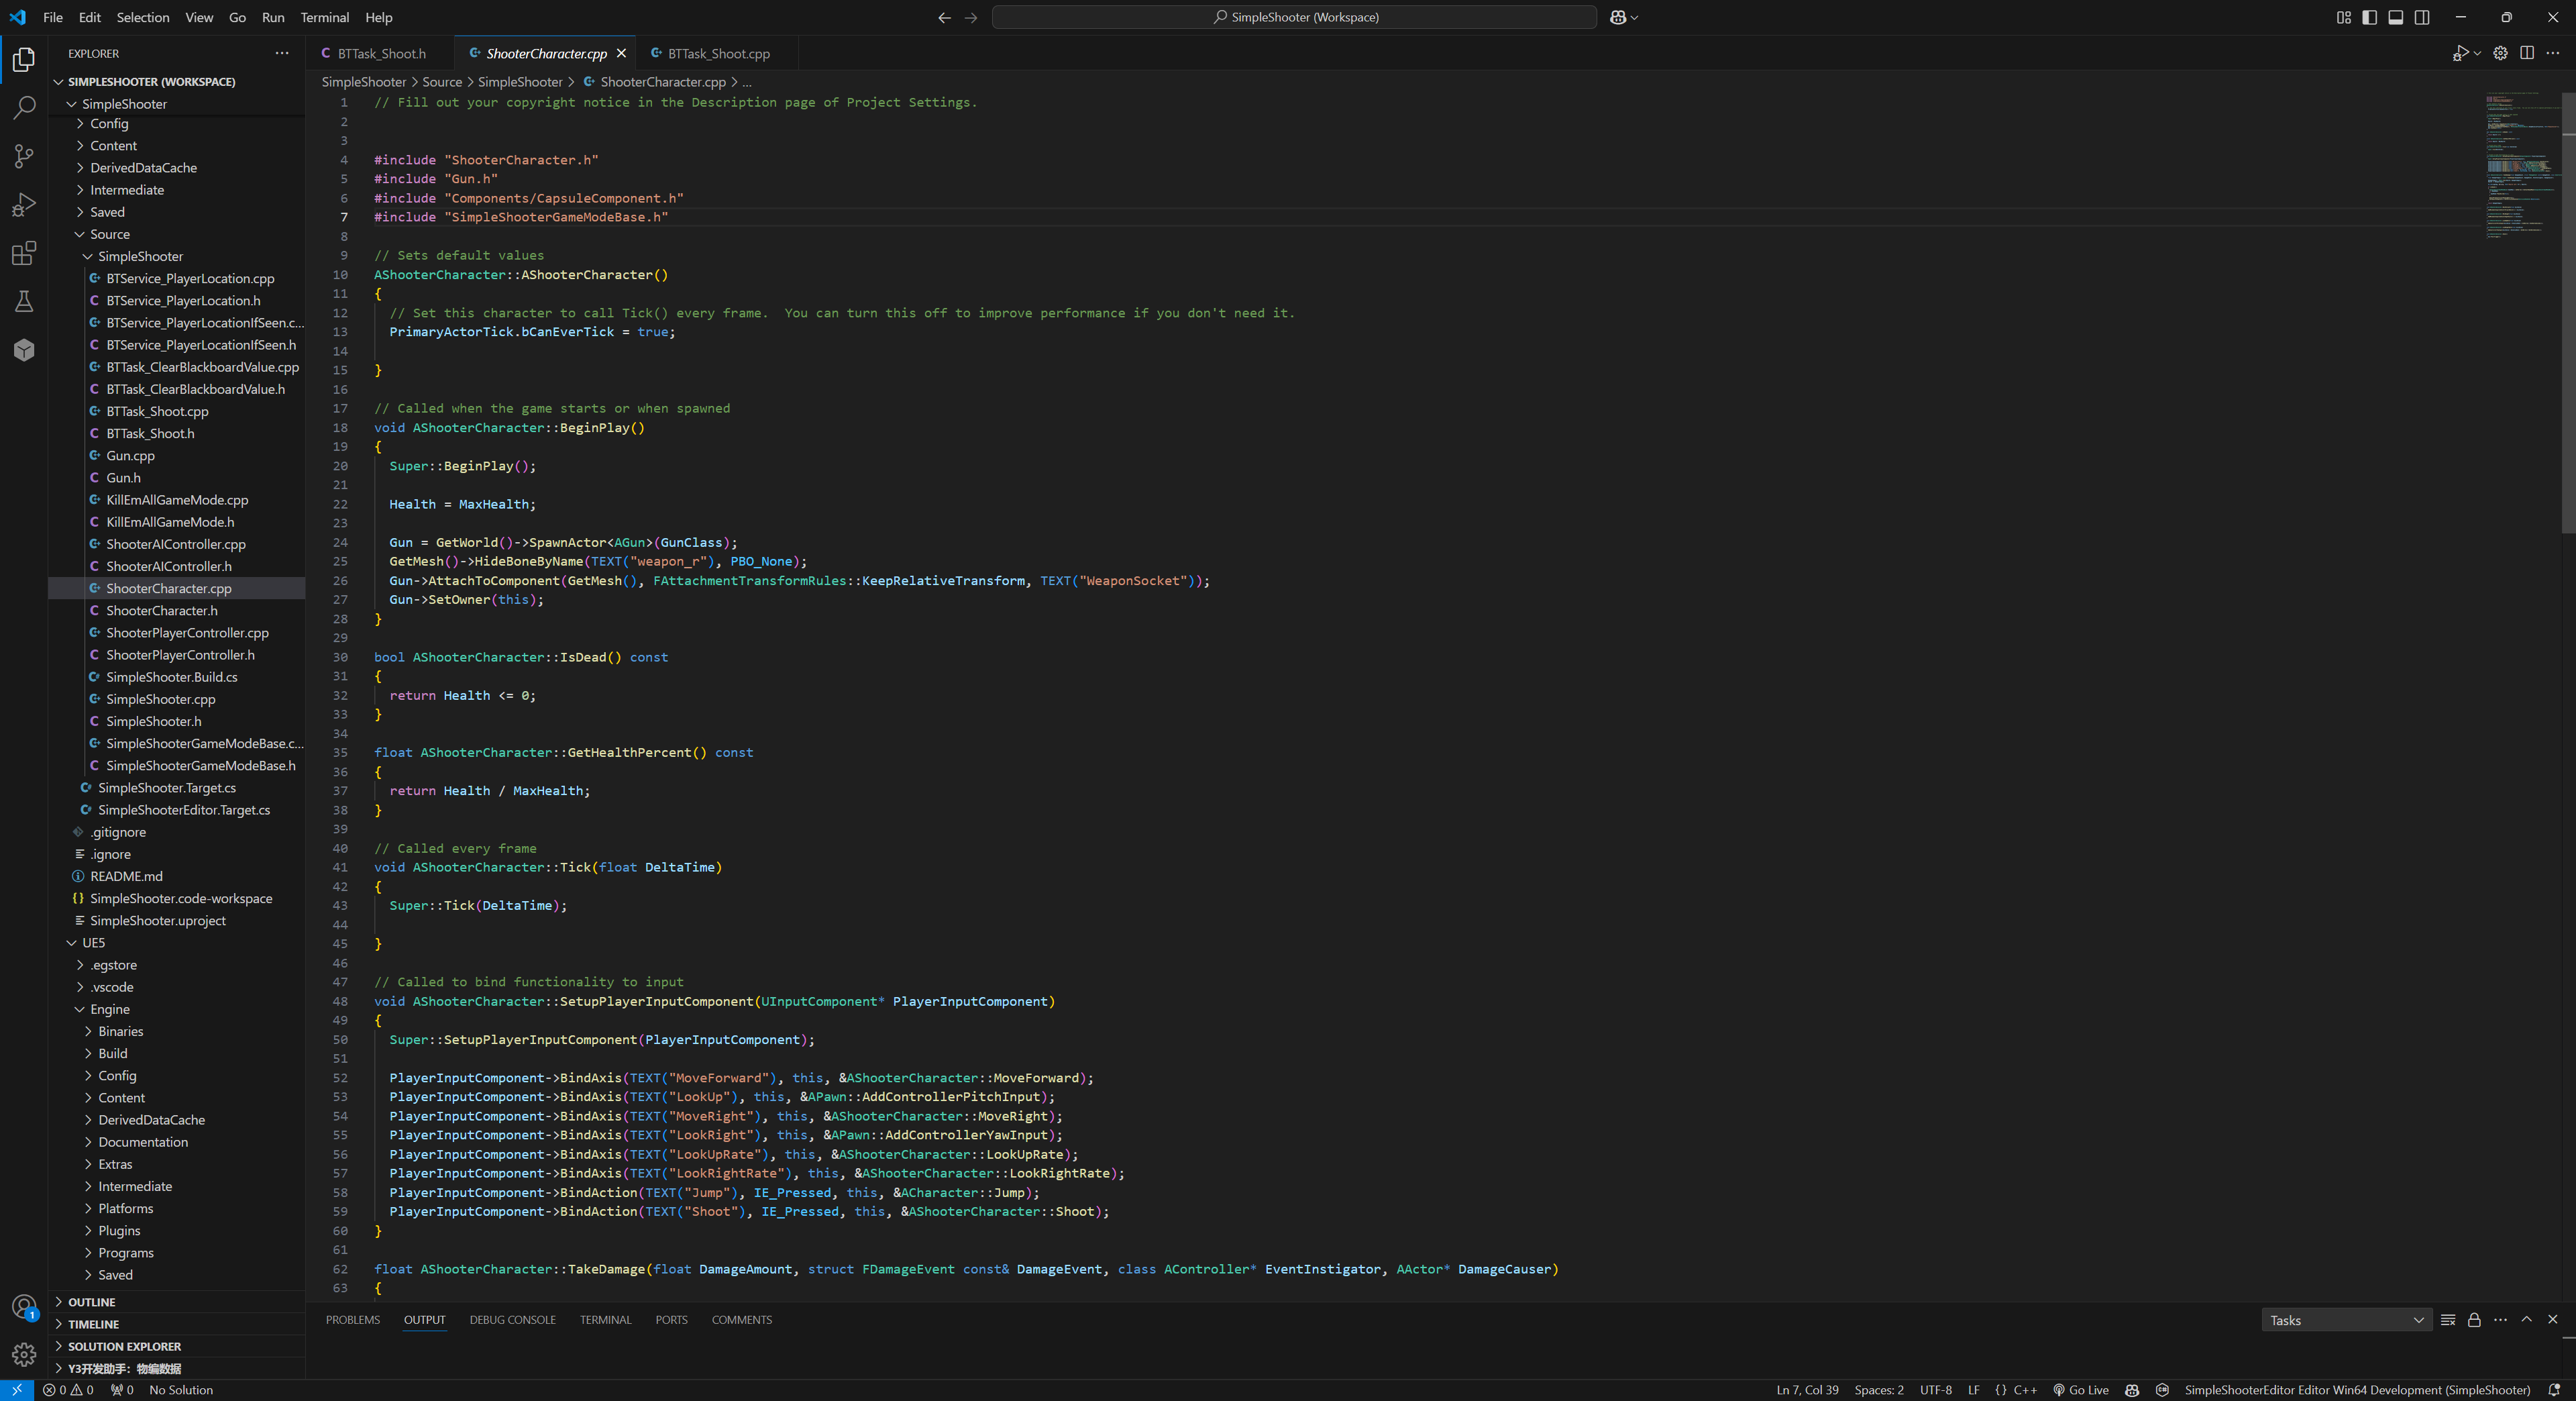 File Edit Selection View Go Run Terminal Help
SimpleShooter (Workspace)
EXPLORER
SIMPLESHOOTER (WORKSPACE)
SimpleShooter
Config
Content
DerivedDataCache
Intermediate
Saved
Source
SimpleShooter
BTService_PlayerLocation.cpp
BTService_PlayerLocation.h
BTService_PlayerLocationIfSeen.c...
BTService_PlayerLocationIfSeen.h
BTTask_ClearBlackboardValue.cpp
BTTask_ClearBlackboardValue.h
BTTask_Shoot.cpp
BTTask_Shoot.h
Gun.cpp
Gun.h
KillEmAllGameMode.cpp
KillEmAllGameMode.h
ShooterAIController.cpp
ShooterAIController.h
ShooterCharacter.cpp
ShooterCharacter.h
ShooterPlayerController.cpp
ShooterPlayerController.h
SimpleShooter.Build.cs
SimpleShooter.cpp
SimpleShooter.h
SimpleShooterGameModeBase.c...
SimpleShooterGameModeBase.h
SimpleShooter.Target.cs
SimpleShooterEditor.Target.cs
.gitignore
.ignore
README.md
SimpleShooter.code-workspace
SimpleShooter.uproject
UE5
.egstore
.vscode
Engine
Binaries
Build
Config
Content
DerivedDataCache
Documentation
Extras
Intermediate
Platforms
Plugins
Programs
Saved
OUTLINE
TIMELINE
SOLUTION EXPLORER
Y3开发助手：物编数据
1
BTTask_Shoot.h ShooterCharacter.cpp BTTask_Shoot.cpp
SimpleShooter > Source > SimpleShooter > ShooterCharacter.cpp > ...
1 // Fill out your copyright notice in the Description page of Project Settings.
2
3
4 #include "ShooterCharacter.h"
5 #include "Gun.h"
6 #include "Components/CapsuleComponent.h"
7 #include "SimpleShooterGameModeBase.h"
8
9 // Sets default values
10 AShooterCharacter::AShooterCharacter()
11 {
12 // Set this character to call Tick() every frame.  You can turn this off to improve performance if you don't need it.
13 PrimaryActorTick.bCanEverTick = true;
14
15 }
16
17 // Called when the game starts or when spawned
18 void AShooterCharacter::BeginPlay()
19 {
20 Super::BeginPlay();
21
22 Health = MaxHealth;
23
24 Gun = GetWorld()->SpawnActor<AGun>(GunClass);
25 GetMesh()->HideBoneByName(TEXT("weapon_r"), PBO_None);
26 Gun->AttachToComponent(GetMesh(), FAttachmentTransformRules::KeepRelativeTransform, TEXT("WeaponSocket"));
27 Gun->SetOwner(this);
28 }
29
30 bool AShooterCharacter::IsDead() const
31 {
32 return Health <= 0;
33 }
34
35 float AShooterCharacter::GetHealthPercent() const
36 {
37 return Health / MaxHealth;
38 }
39
40 // Called every frame
41 void AShooterCharacter::Tick(float DeltaTime)
42 {
43 Super::Tick(DeltaTime);
44
45 }
46
47 // Called to bind functionality to input
48 void AShooterCharacter::SetupPlayerInputComponent(UInputComponent* PlayerInputComponent)
49 {
50 Super::SetupPlayerInputComponent(PlayerInputComponent);
51
52 PlayerInputComponent->BindAxis(TEXT("MoveForward"), this, &AShooterCharacter::MoveForward);
53 PlayerInputComponent->BindAxis(TEXT("LookUp"), this, &APawn::AddControllerPitchInput);
54 PlayerInputComponent->BindAxis(TEXT("MoveRight"), this, &AShooterCharacter::MoveRight);
55 PlayerInputComponent->BindAxis(TEXT("LookRight"), this, &APawn::AddControllerYawInput);
56 PlayerInputComponent->BindAxis(TEXT("LookUpRate"), this, &AShooterCharacter::LookUpRate);
57 PlayerInputComponent->BindAxis(TEXT("LookRightRate"), this, &AShooterCharacter::LookRightRate);
58 PlayerInputComponent->BindAction(TEXT("Jump"), IE_Pressed, this, &ACharacter::Jump);
59 PlayerInputComponent->BindAction(TEXT("Shoot"), IE_Pressed, this, &AShooterCharacter::Shoot);
60 }
61
62 float AShooterCharacter::TakeDamage(float DamageAmount, struct FDamageEvent const& DamageEvent, class AController* EventInstigator, AActor* DamageCauser)
63 {
PROBLEMS OUTPUT DEBUG CONSOLE TERMINAL PORTS COMMENTS
Tasks
0 0 0 No Solution
Ln 7, Col 39 Spaces: 2 UTF-8 LF {} C++ Go Live SimpleShooterEditor Editor Win64 Development (SimpleShooter)